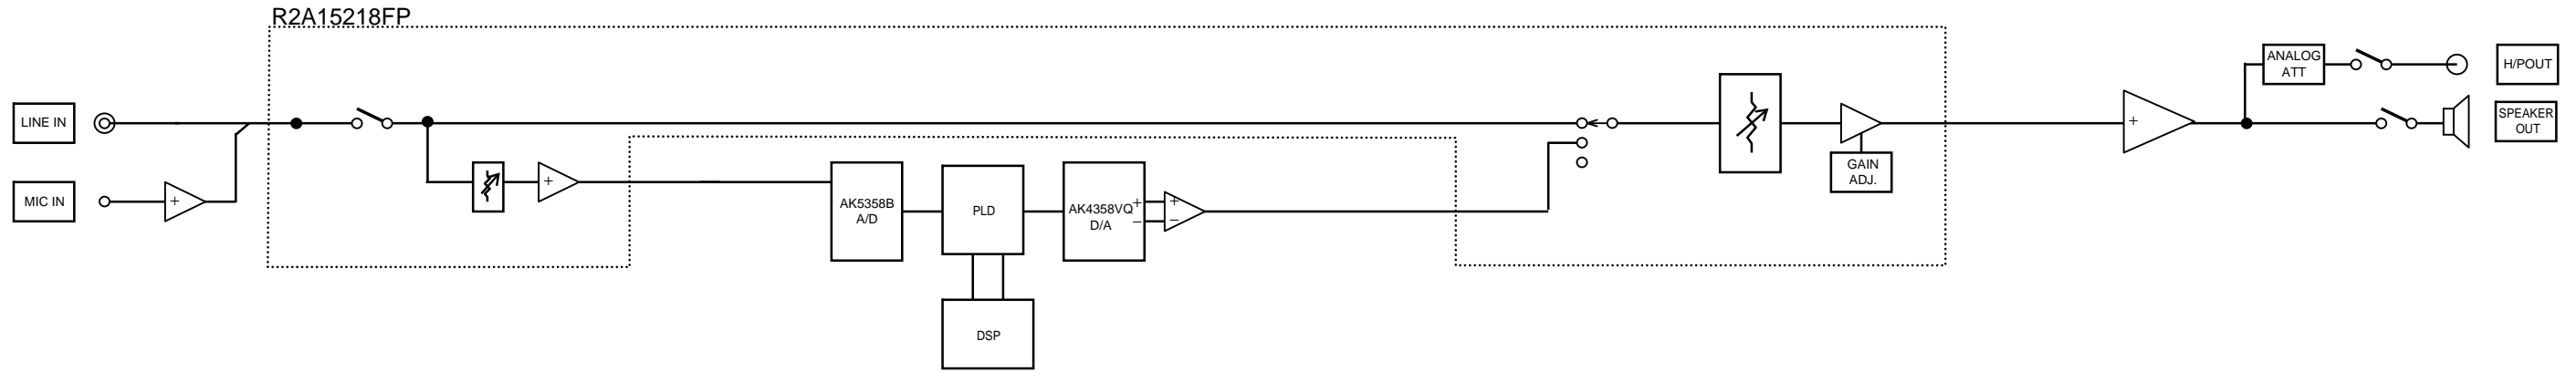 R2A15218FP
LINE IN
MIC IN
+
+
AK5358B
A/D
PLD
DSP
AK4358VQ
D/A
+
−
+
−
GAIN
ADJ.
+
ANALOG
ATT
H/POUT
SPEAKER
OUT